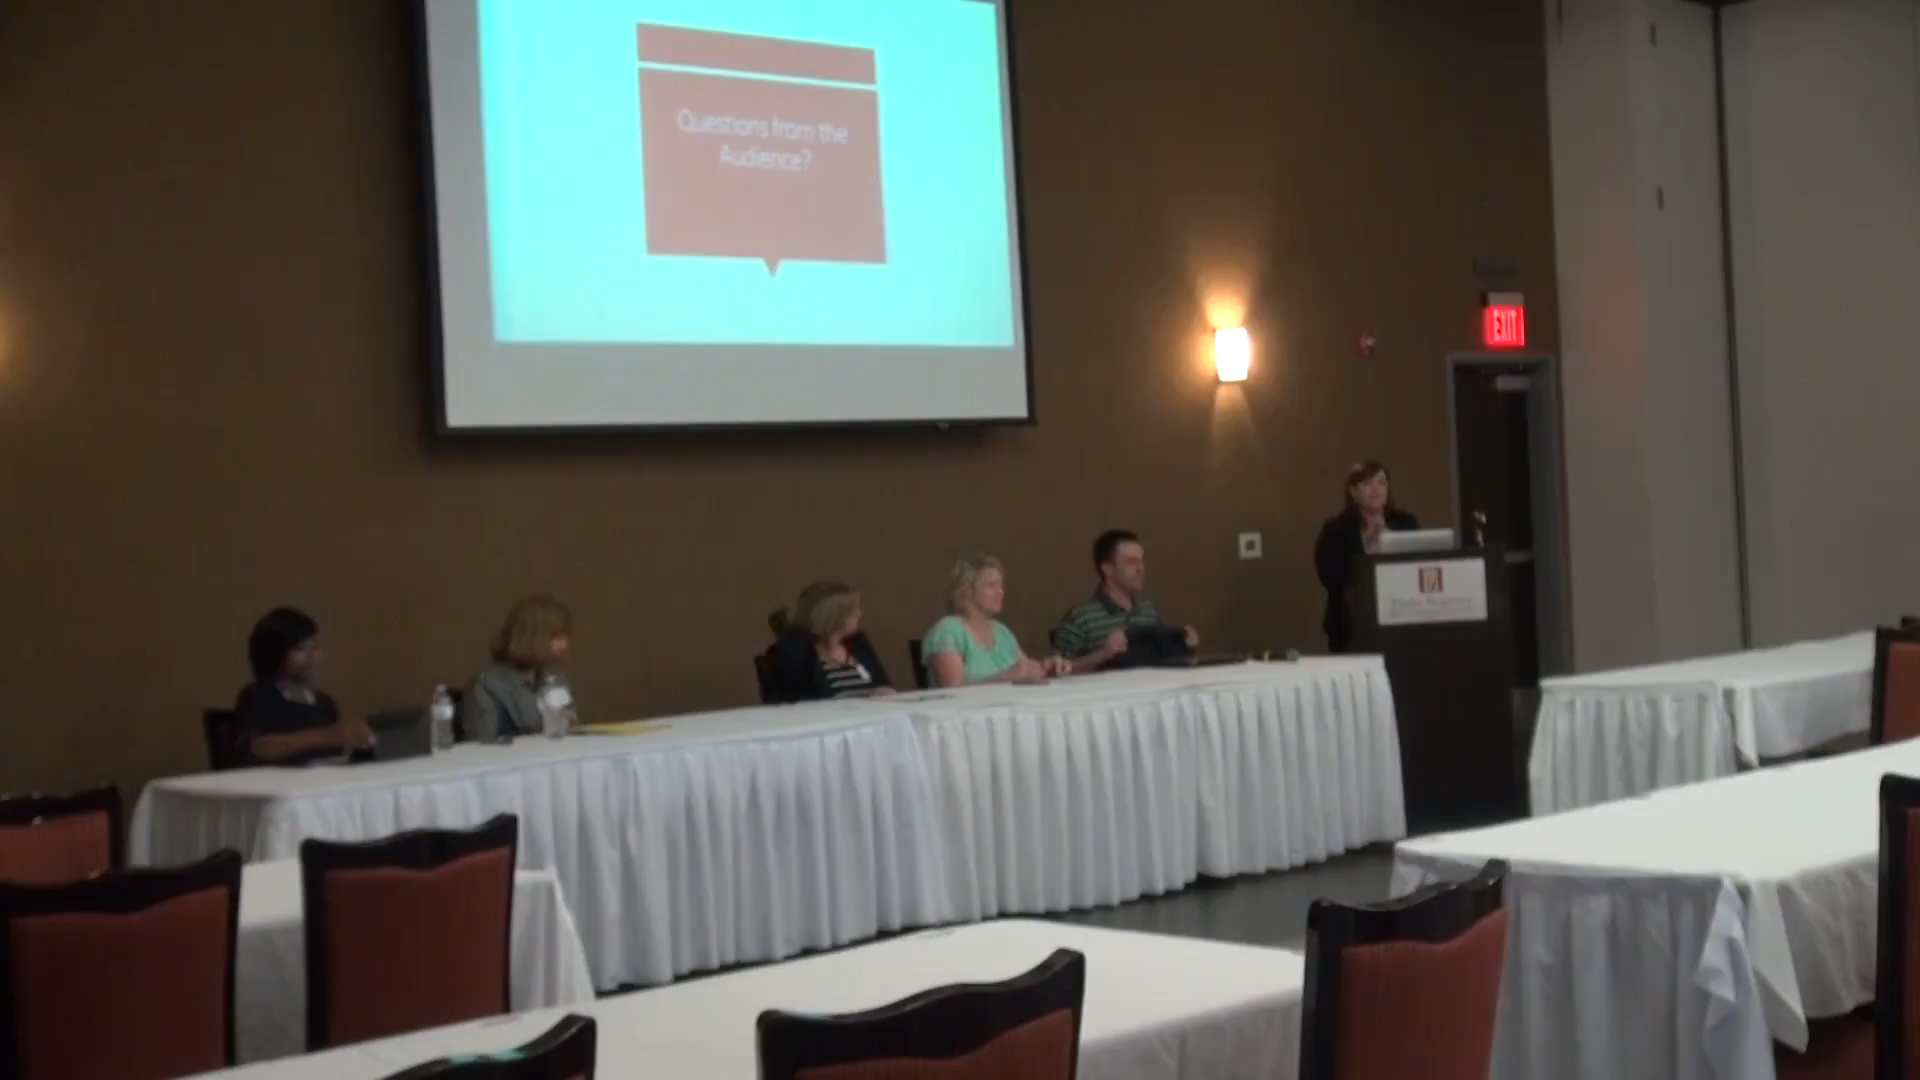 Questions from the
Audience?
EXIT